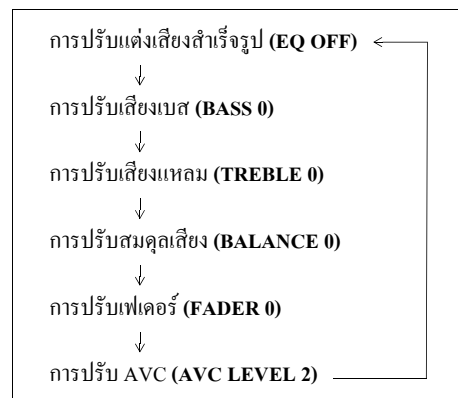 การปรับแต่งเสียงสำเร็จรูป (EQ OFF)
การปรับเสียงเบส (BASS 0)
การปรับเสียงแหลม (TREBLE 0)
การปรับสมดุลเสียง (BALANCE 0)
การปรับเฟเดอร์ (FADER 0)
การปรับ AVC (AVC LEVEL 2)